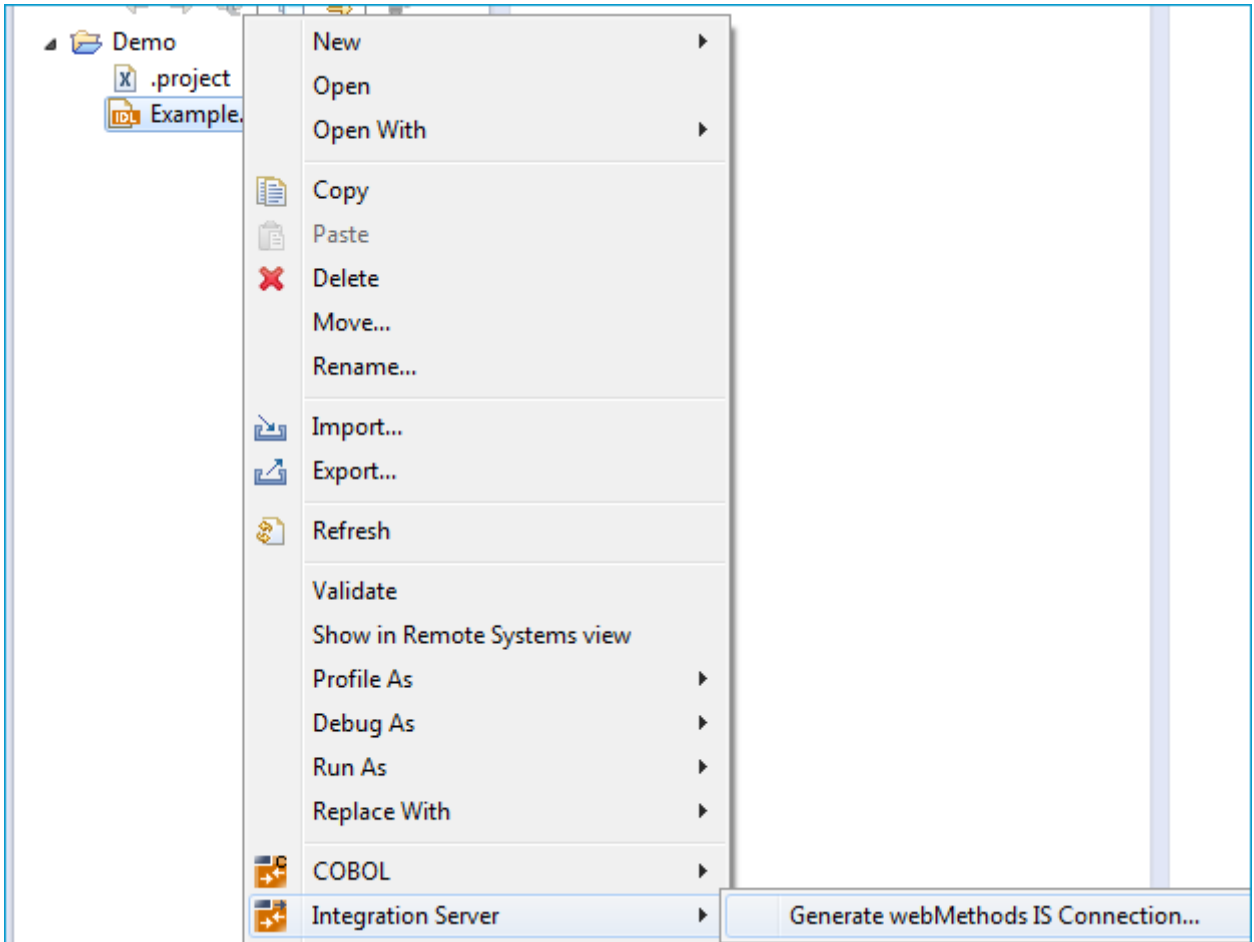 Demo
.project
Example.
New
Open
Open With
Copy
Paste
Delete
Move...
Rename...
Import...
Export...
Refresh
Validate
Show in Remote Systems view
Profile As
Debug As
Run As
Replace With
COBOL
Integration Server
Generate webMethods IS Connection...